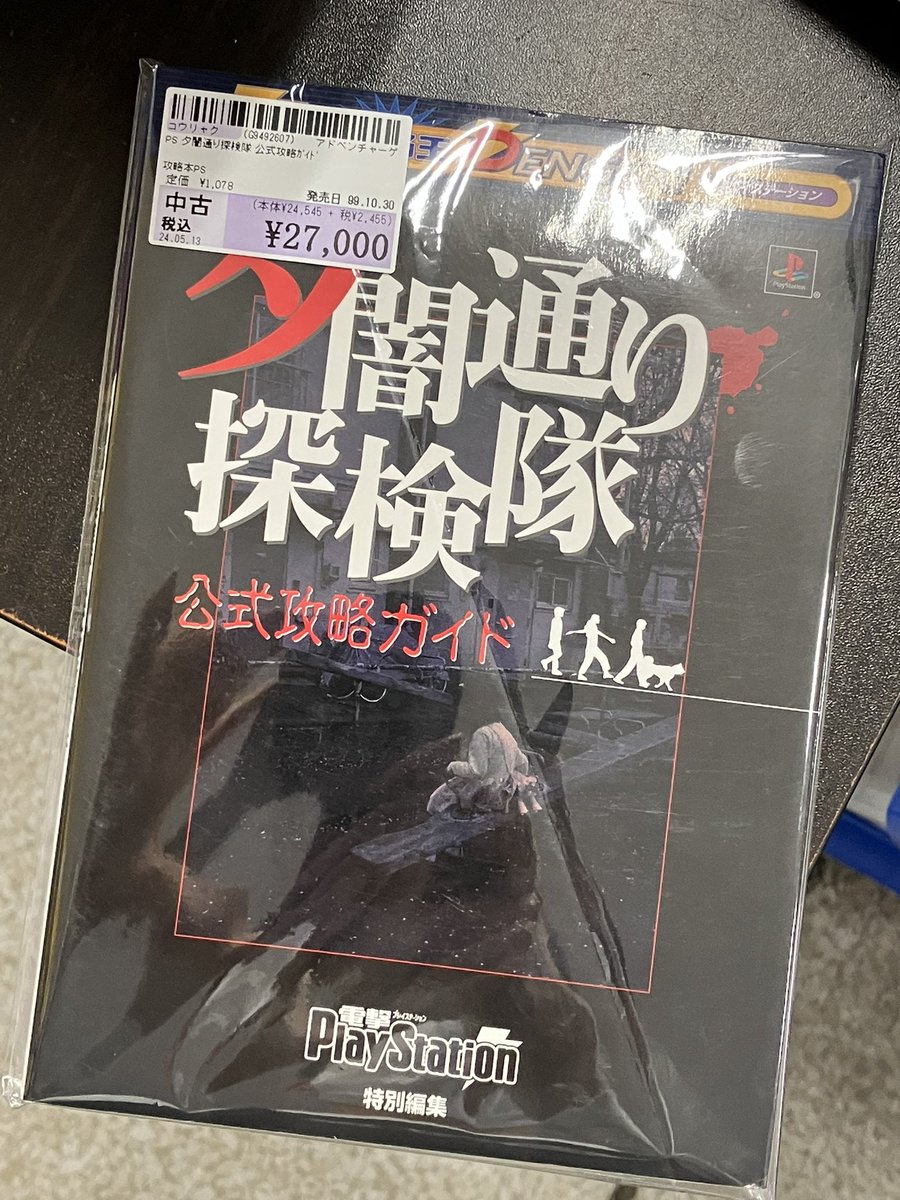 コウリャク (G9492607) アドベンチャーゲ
PS 夕闇通り探検隊 公式攻略ガイド
攻略本PS
定価 ¥1,078
発売日 99.10.30
中古
(本体¥24,545 + 税¥2,455)
税込
¥27,000
24.05.13
PlayStation
夕闇通り
探検隊
公式攻略ガイド
電撃 プレイステーション
PlayStation
特別編集